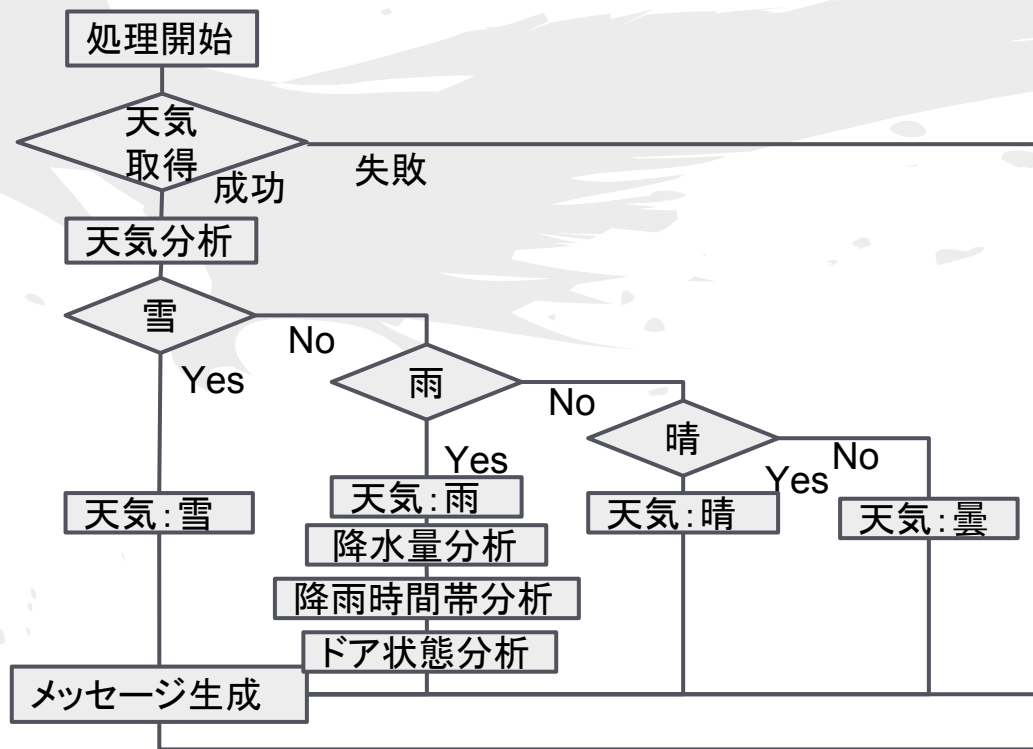 処理開始
天気
取得
成功
失敗
天気分析
雪
No
Yes
雨
No
Yes
晴
No
Yes
天気：雪
天気：雨
天気：晴
天気：曇
降水量分析
降雨時間帯分析
ドア状態分析
メッセージ生成